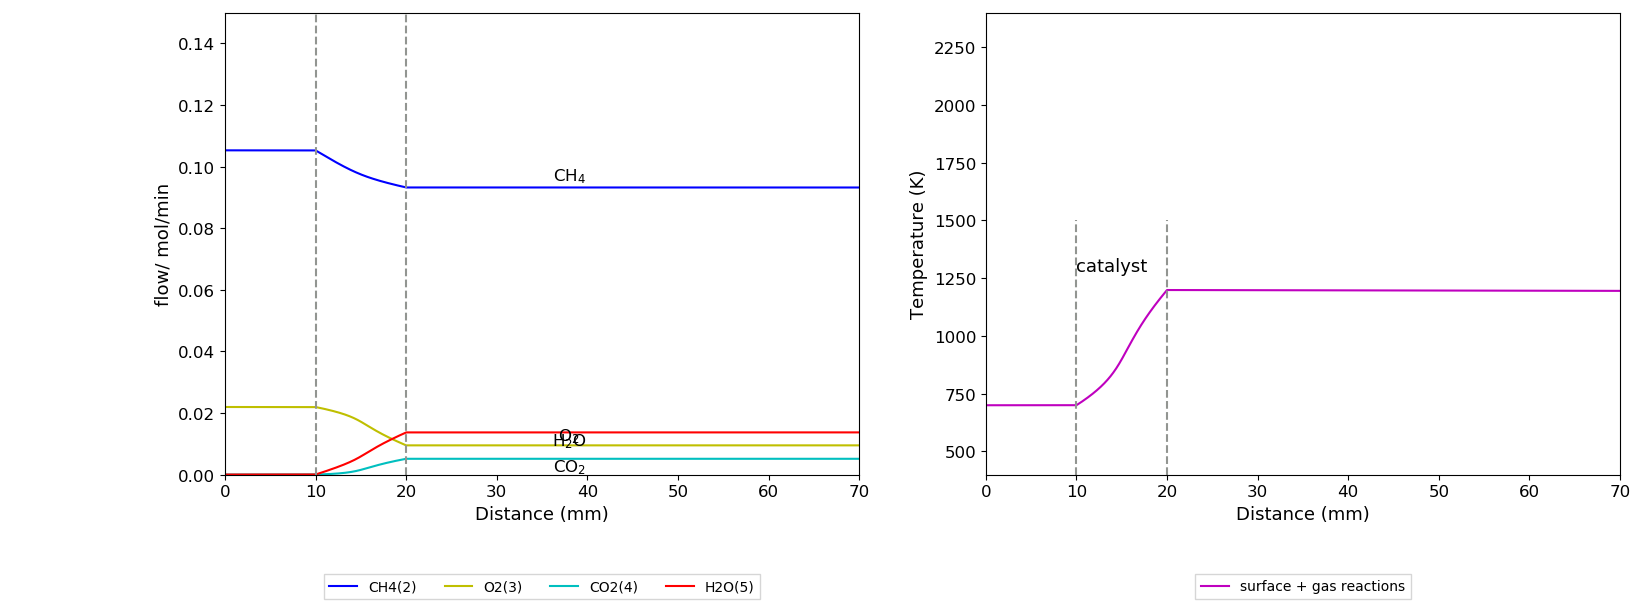 0.14
0.12
0.10
0.08
0.06
0.04
0.02
0.00
flow/ mol/min
CH₄
O₂
H₂O
CO₂
0 10 20 30 40 50 60 70
Distance (mm)
CH4(2) O2(3) CO2(4) H2O(5)
2250
2000
1750
1500
1250
1000
750
500
Temperature (K)
catalyst
0 10 20 30 40 50 60 70
Distance (mm)
surface + gas reactions